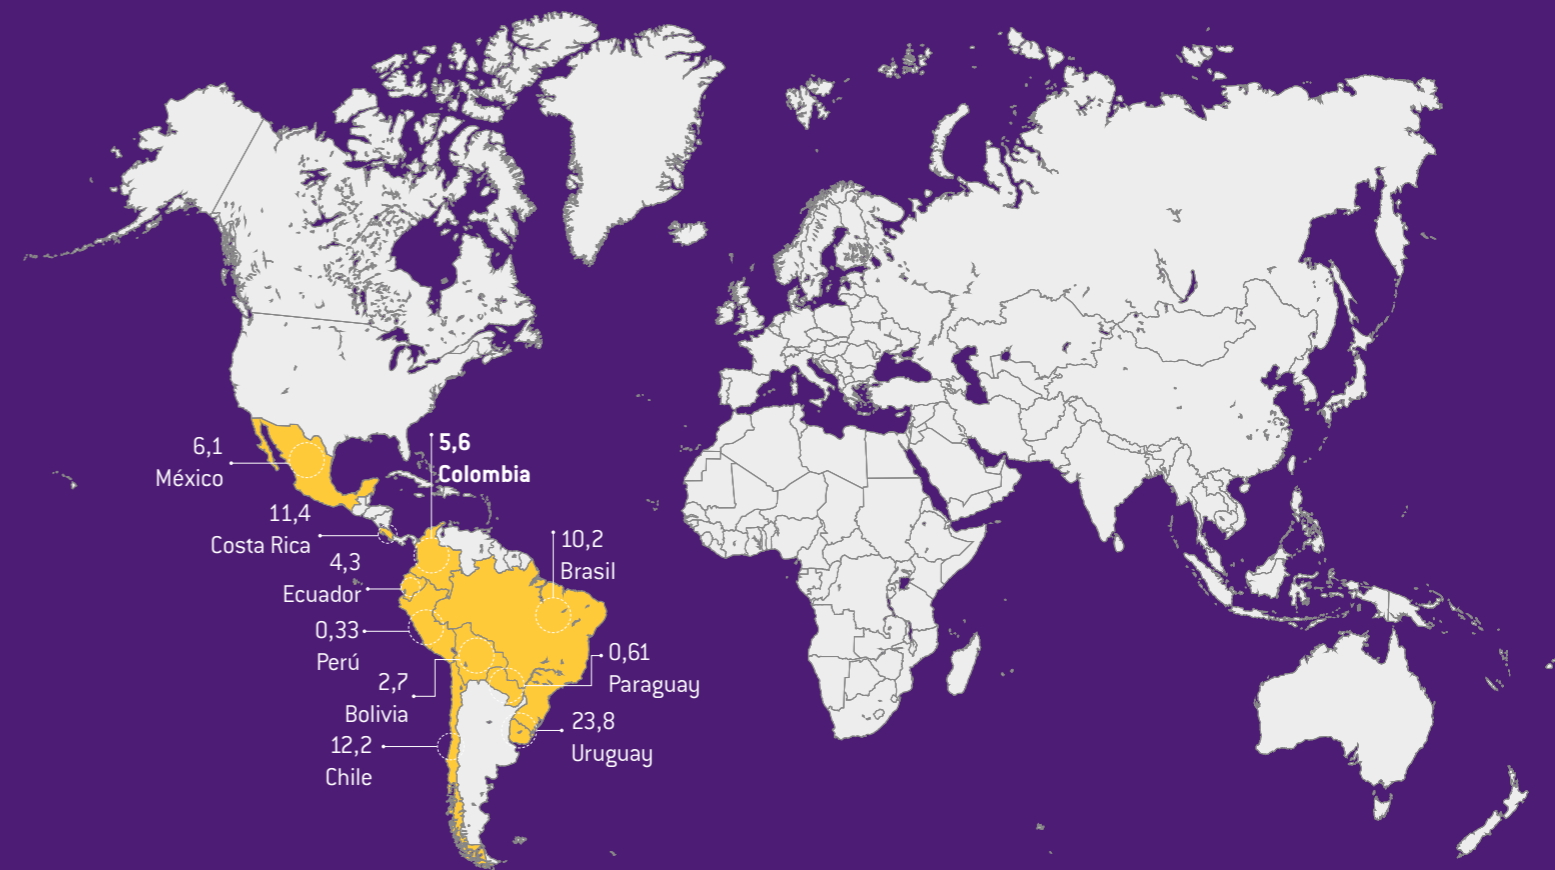 6,1
México
5,6
Colombia
11,4
Costa Rica
10,2
Brasil
4,3
Ecuador
0,33
Perú
0,61
Paraguay
2,7
Bolivia
23,8
Uruguay
12,2
Chile